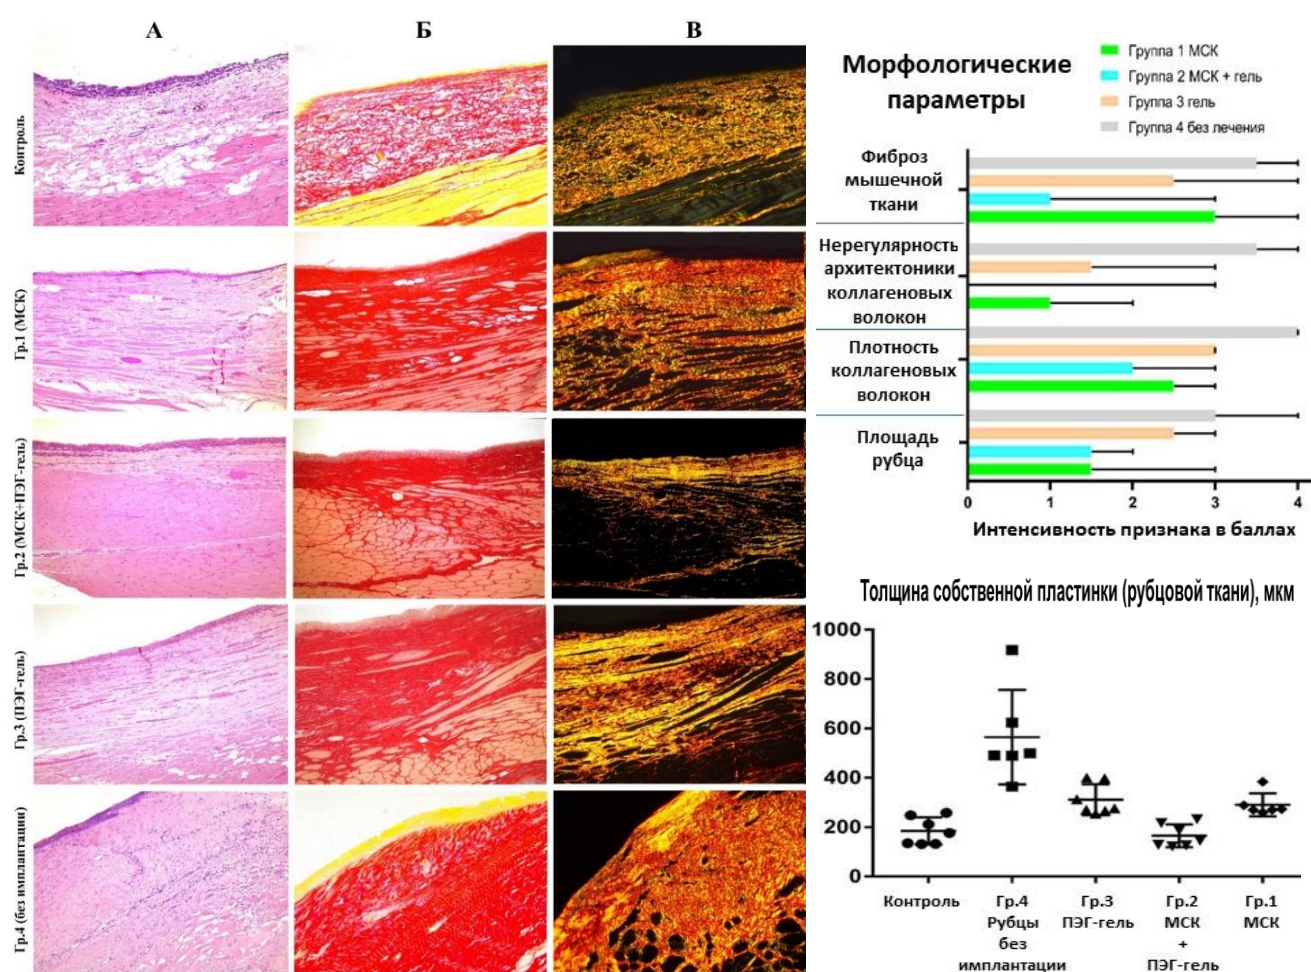 А
Б
В
Контроль
Гр.1 (МСК)
Гр.2 (МСК+ПЭГ-гель)
Гр.3 (ПЭГ-гель)
Гр.4 (без имплантации)
Морфологические
параметры
Группа 1 МСК
Группа 2 МСК + гель
Группа 3 гель
Группа 4 без лечения
Фиброз
мышечной
ткани
Нерегулярность
архитектоники
коллагеновых
волокон
Плотность
коллагеновых
волокон
Площадь
рубца
0 1 2 3 4
Интенсивность признака в баллах
Толщина собственной пластинки (рубцовой ткани), мкм
1000
800
600
400
200
0
Контроль
Гр.4
Рубцы
без
имплантации
Гр.3
ПЭГ-гель
Гр.2
МСК
+
ПЭГ-гель
Гр.1
МСК